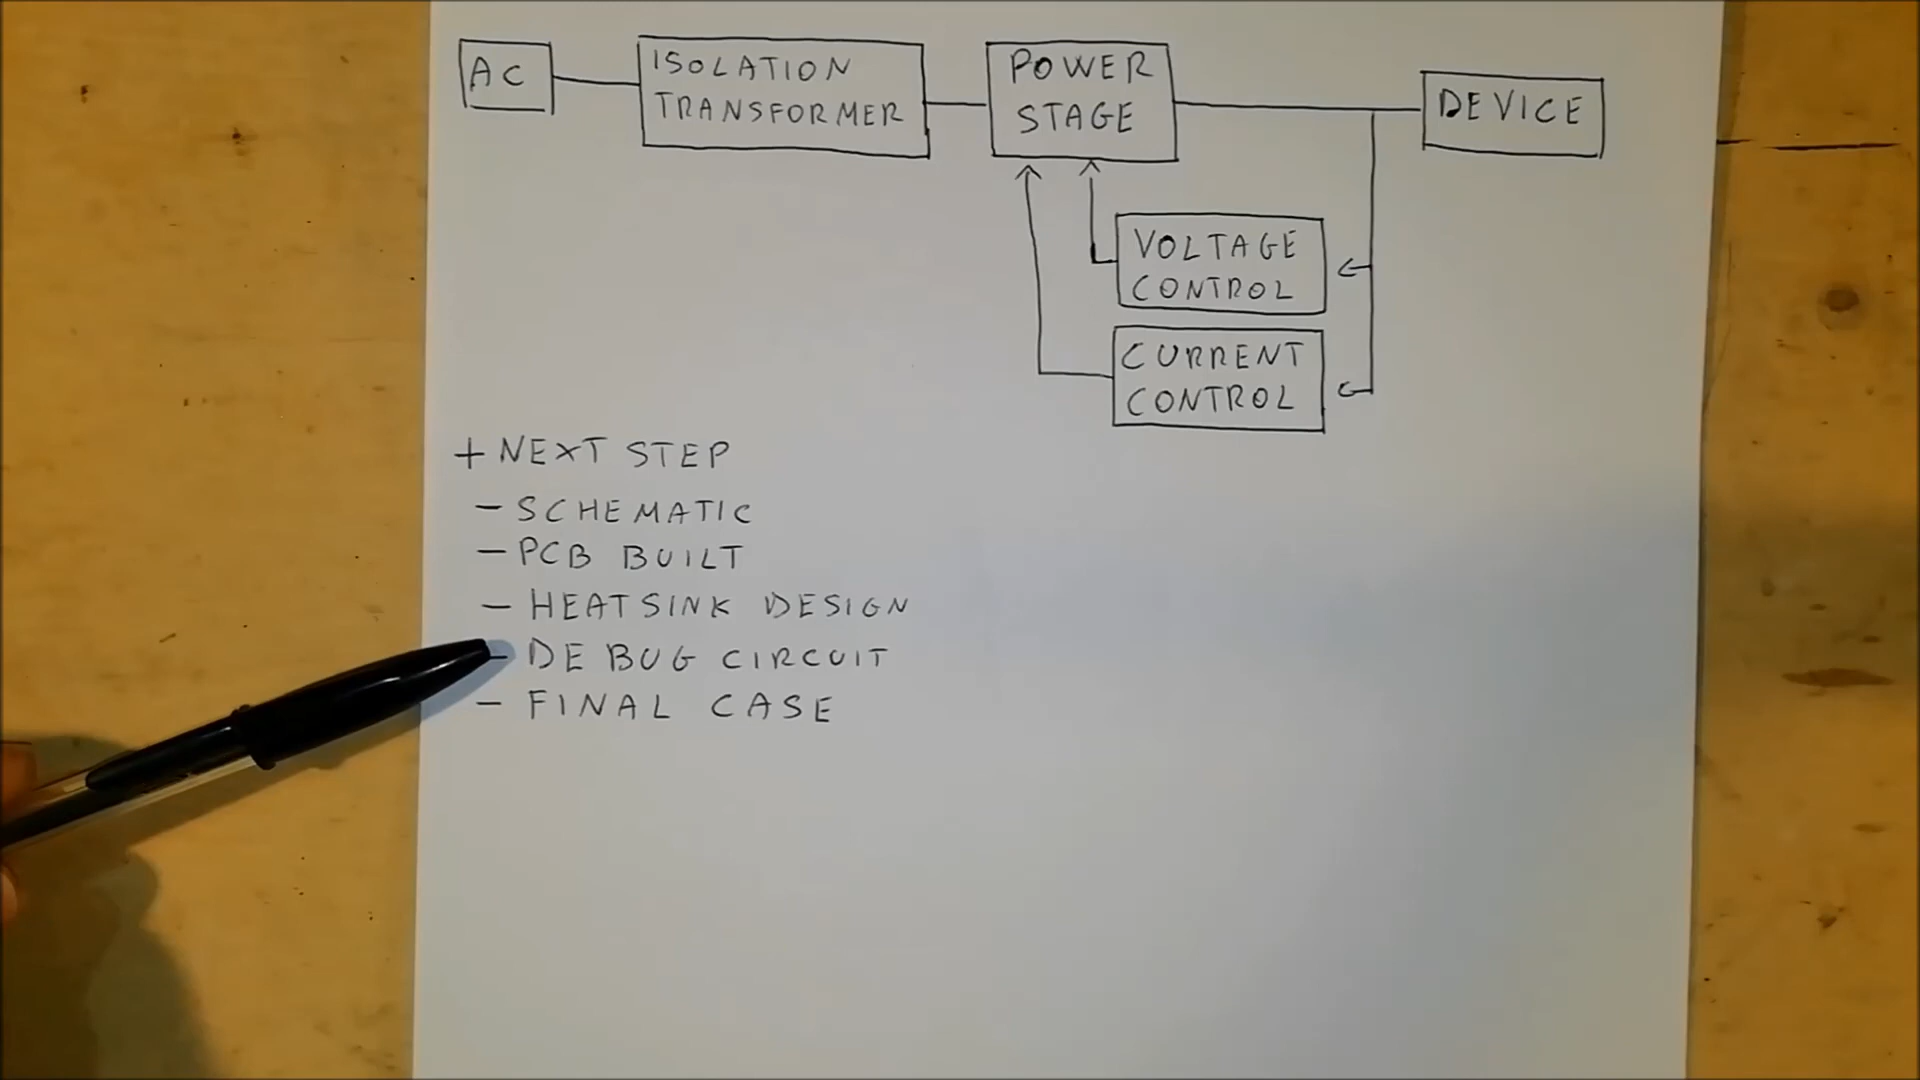 AC
ISOLATION
TRANSFORMER
POWER
STAGE
DEVICE
VOLTAGE
CONTROL
CURRENT
CONTROL
+ NEXT STEP
- SCHEMATIC
- PCB BUILT
- HEATSINK DESIGN
- DEBUG CIRCUIT
- FINAL CASE